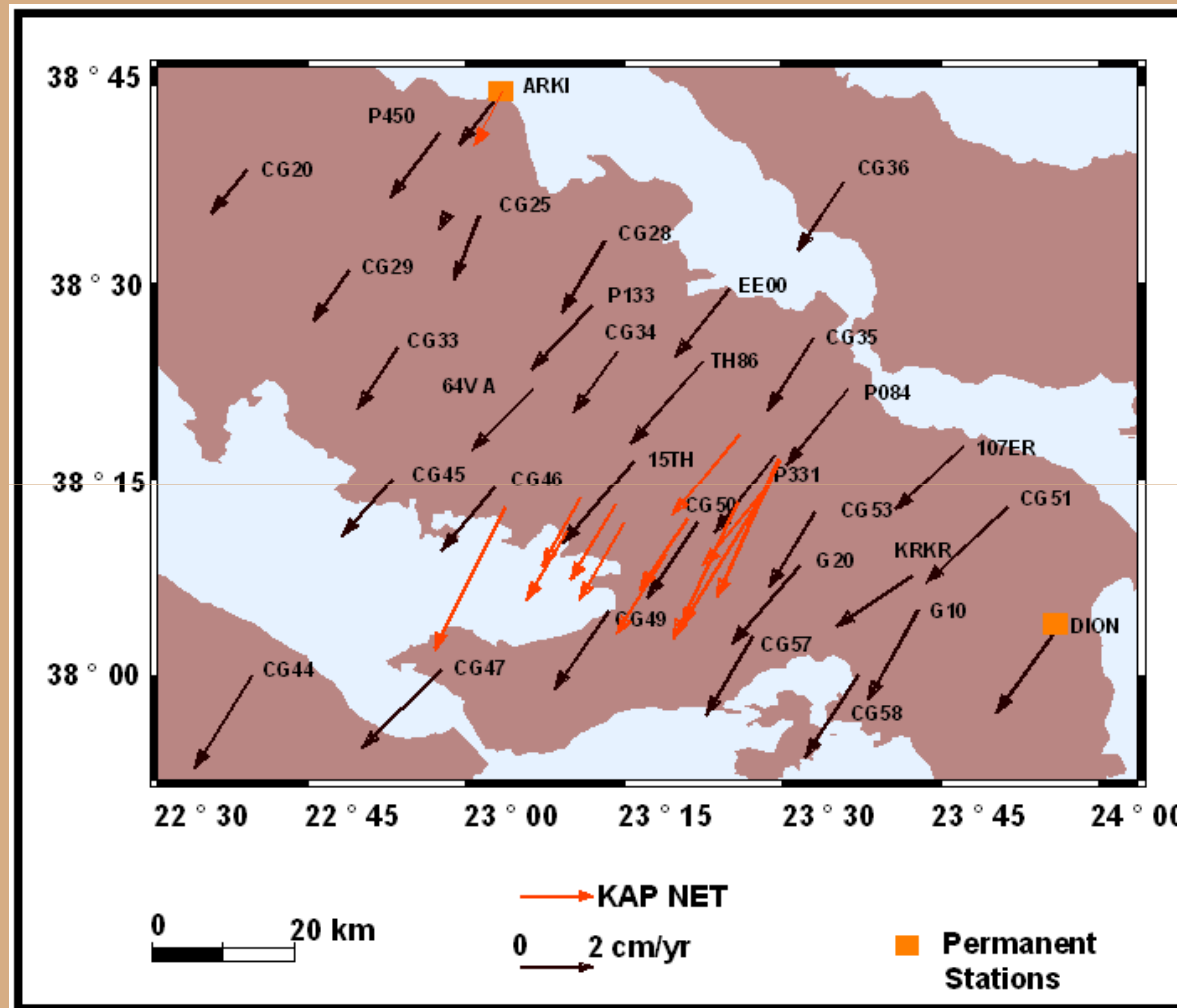 38 ° 45
ARKI
P450
CG20
CG36
CG25
CG28
CG29
38 ° 30
EE00
P133
CG34
CG35
CG33
TH86
64V A
P084
107ER
15TH
38 ° 15
CG45
CG46
P331
CG50
CG53
CG51
KRKR
G 20
G10
CG49
DION
CG57
38 ° 00
CG44
CG47
CG58
22 ° 30 22 ° 45 23 ° 00 23 ° 15 23 ° 30 23 ° 45 24 ° 00
KAP NET
0 20 km
0 2 cm/yr
Permanent
Stations